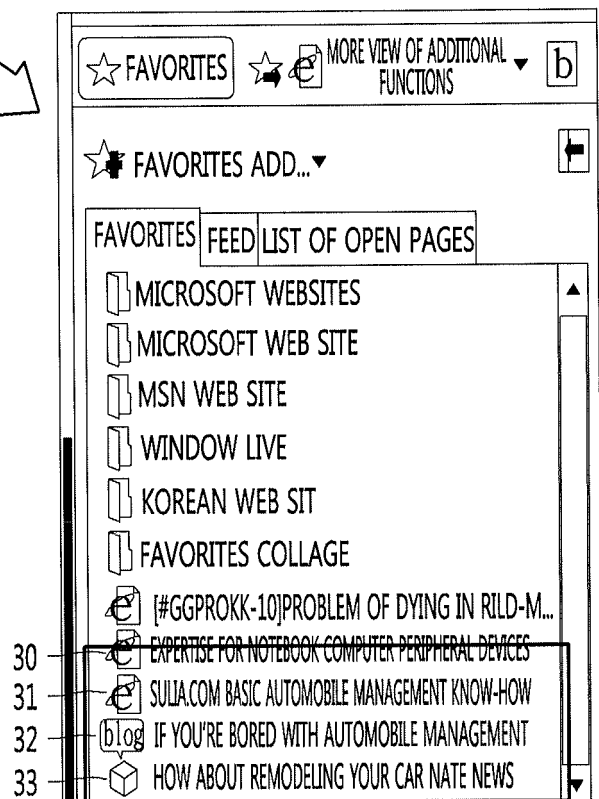 FAVORITES
MORE VIEW OF ADDITIONAL
FUNCTIONS
b
FAVORITES ADD...
FAVORITES FEED LIST OF OPEN PAGES
MICROSOFT WEBSITES
MICROSOFT WEB SITE
MSN WEB SITE
WINDOW LIVE
KOREAN WEB SIT
FAVORITES COLLAGE
[#GGPROKK-10]PROBLEM OF DYING IN RILD-M...
30 EXPERTISE FOR NOTEBOOK COMPUTER PERIPHERAL DEVICES
31 SULIA.COM BASIC AUTOMOBILE MANAGEMENT KNOW-HOW
32 blog IF YOU'RE BORED WITH AUTOMOBILE MANAGEMENT
33 HOW ABOUT REMODELING YOUR CAR NATE NEWS